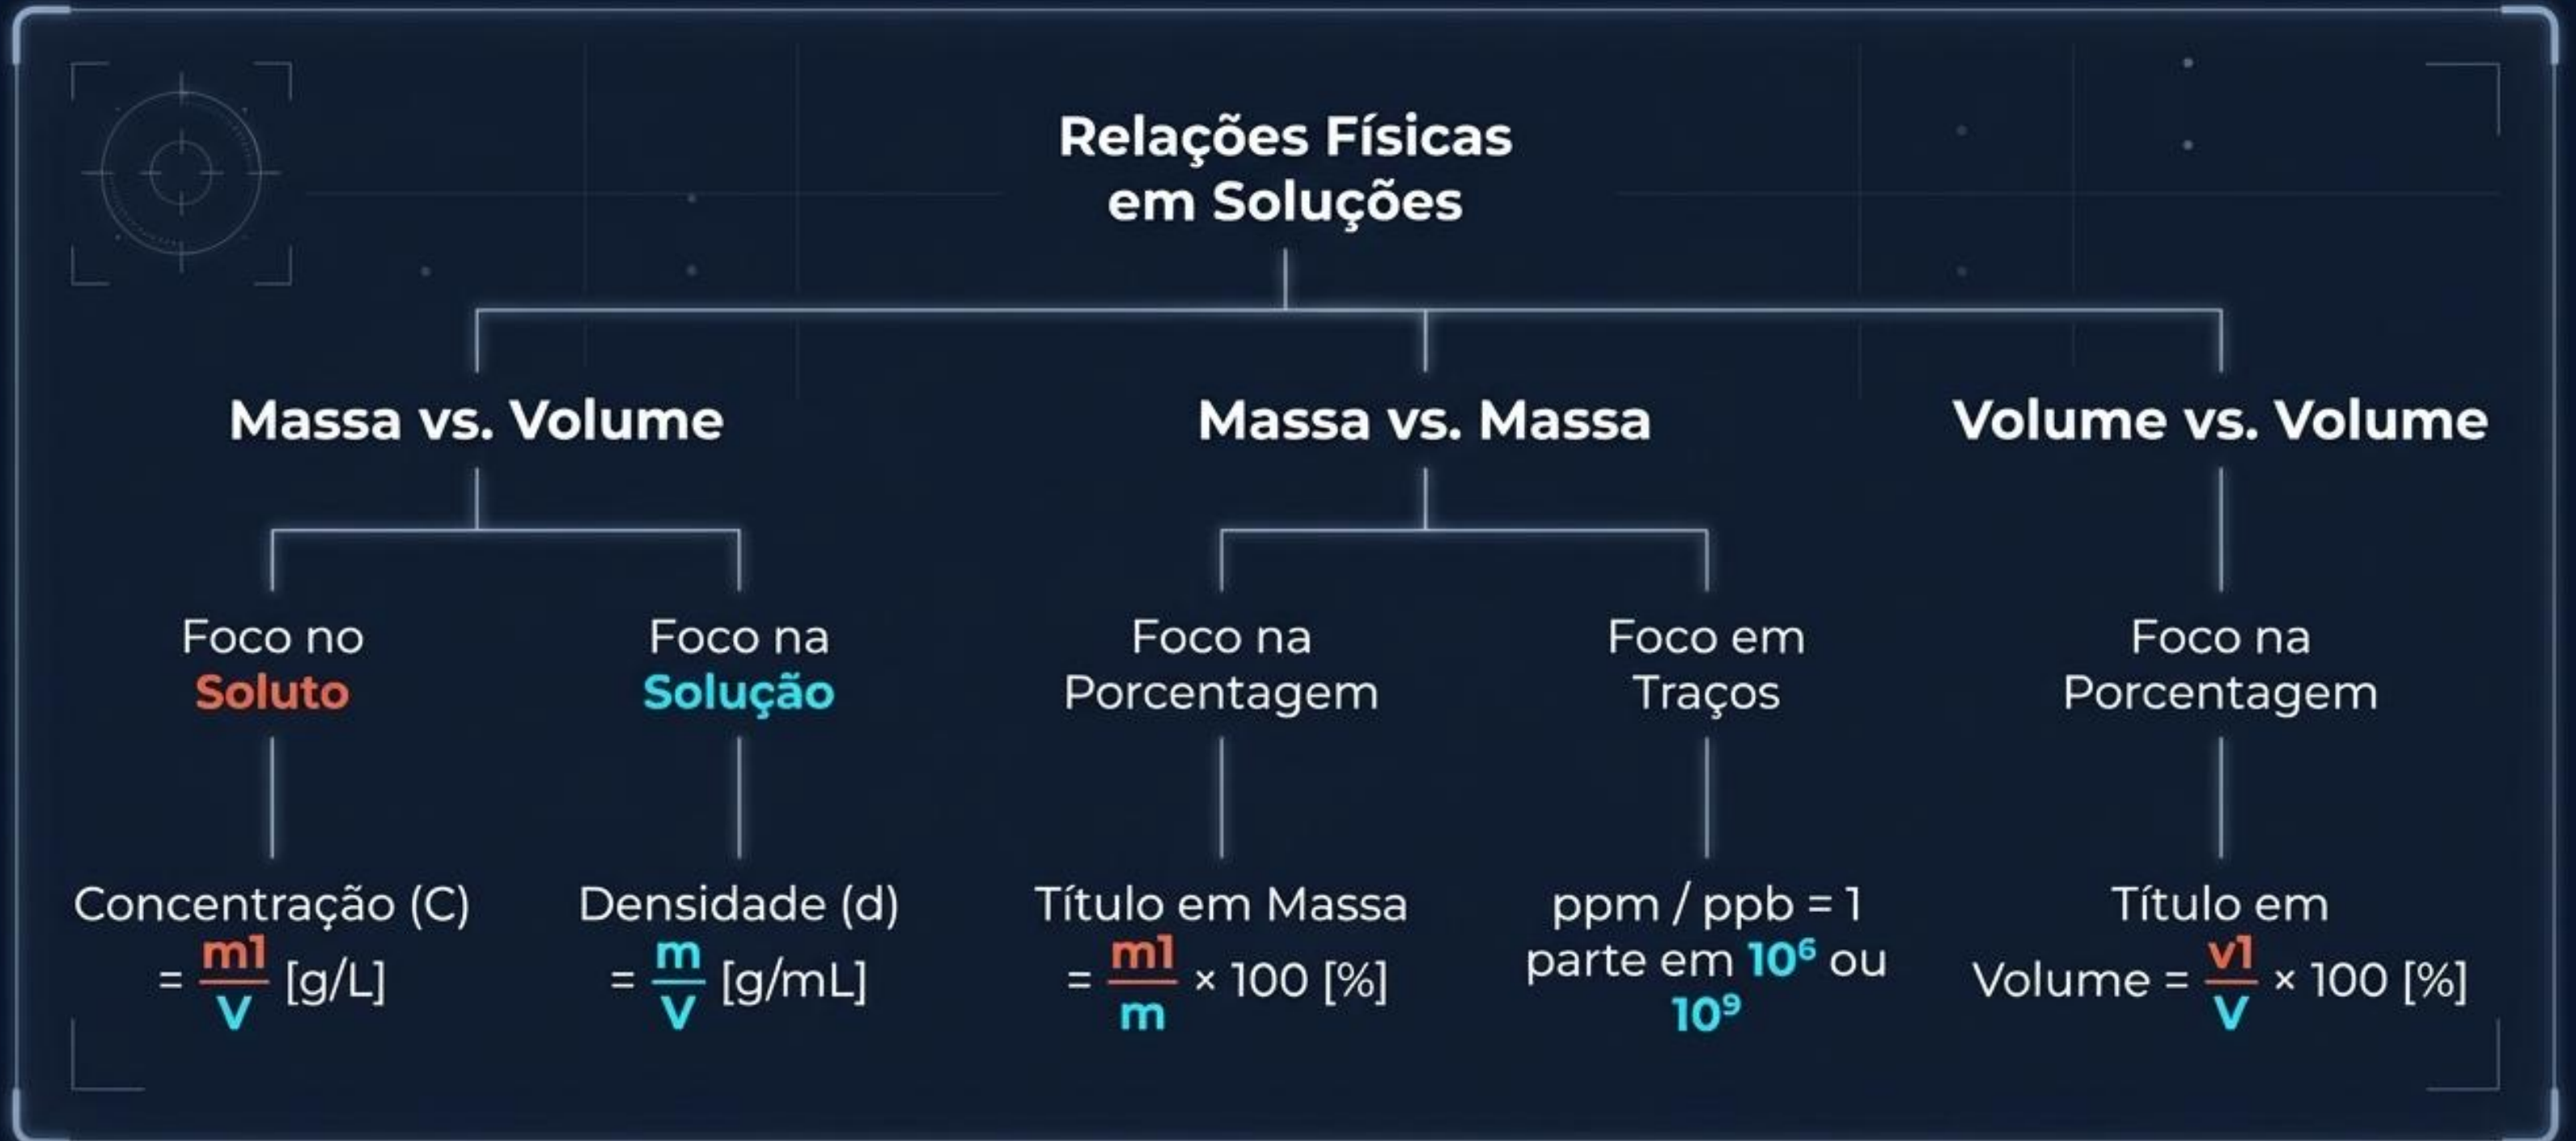 Relações Físicas
em Soluções
Massa vs. Volume
Massa vs. Massa
Volume vs. Volume
Foco no
Soluto
Foco na
Solução
Foco na
Porcentagem
Foco em
Traços
Foco na
Porcentagem
Concentração (C)
= m1/V [g/L]
Densidade (d)
= m/V [g/mL]
Título em Massa
= m1/m × 100 [%]
ppm / ppb = 1
parte em 10⁶ ou
10⁹
Título em
Volume = v1/V × 100 [%]